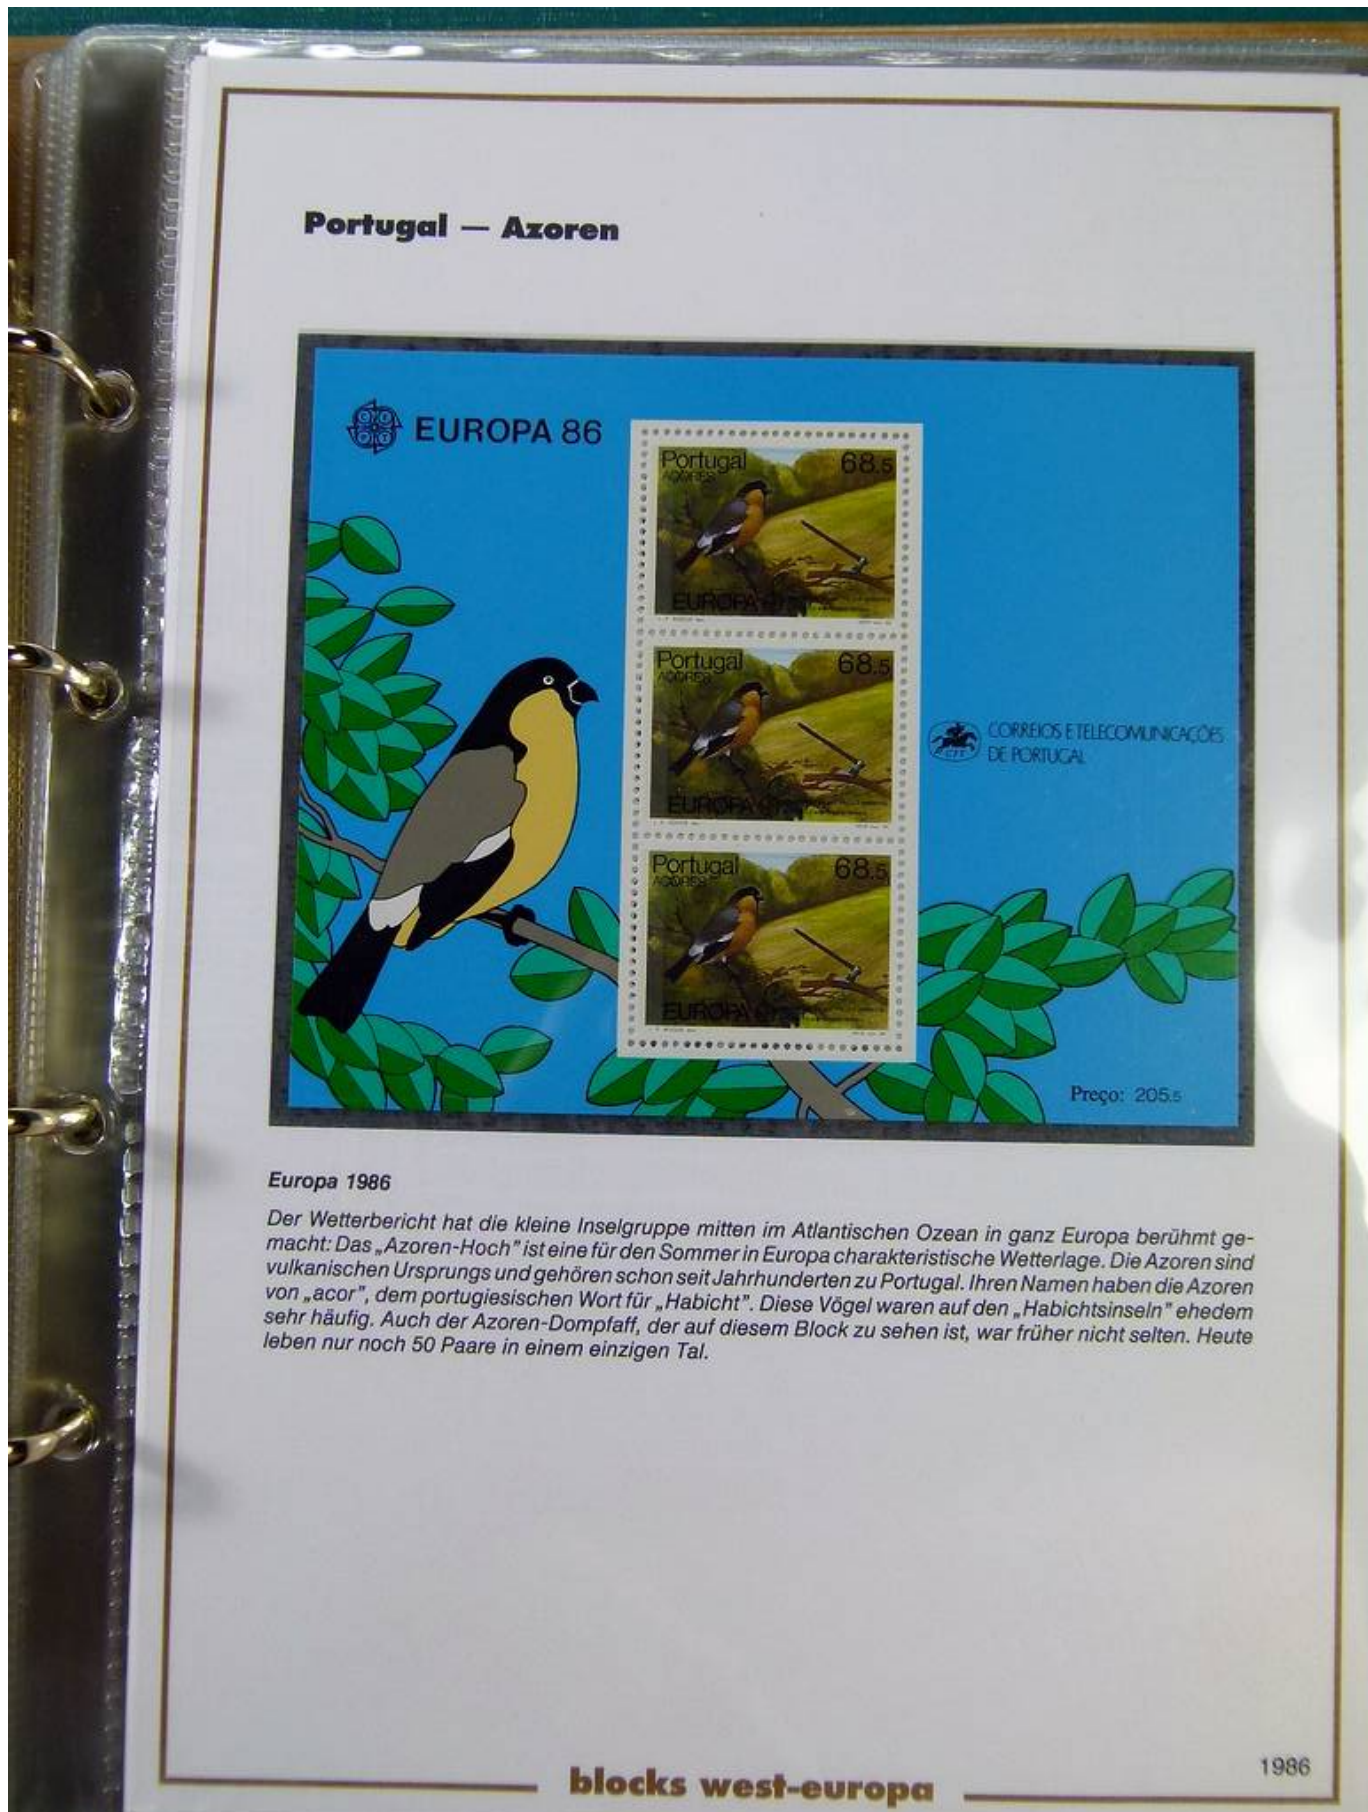 Portugal — Azoren
EUROPA 86
Portugal 68.5
AÇORES
EUROPA
Portugal 68.5
AÇORES
EUROPA
Portugal 68.5
AÇORES
EUROPA
CORREIOS E TELECOMUNICAÇÕES
DE PORTUGAL
Preço: 205.5
Europa 1986
Der Wetterbericht hat die kleine Inselgruppe mitten im Atlantischen Ozean in ganz Europa berühmt ge-
macht: Das „Azoren-Hoch" ist eine für den Sommer in Europa charakteristische Wetterlage. Die Azoren sind
vulkanischen Ursprungs und gehören schon seit Jahrhunderten zu Portugal. Ihren Namen haben die Azoren
von „acor", dem portugiesischen Wort für „Habicht". Diese Vögel waren auf den „Habichtsinseln" ehedem
sehr häufig. Auch der Azoren-Dompfaff, der auf diesem Block zu sehen ist, war früher nicht selten. Heute
leben nur noch 50 Paare in einem einzigen Tal.
1986
blocks west-europa